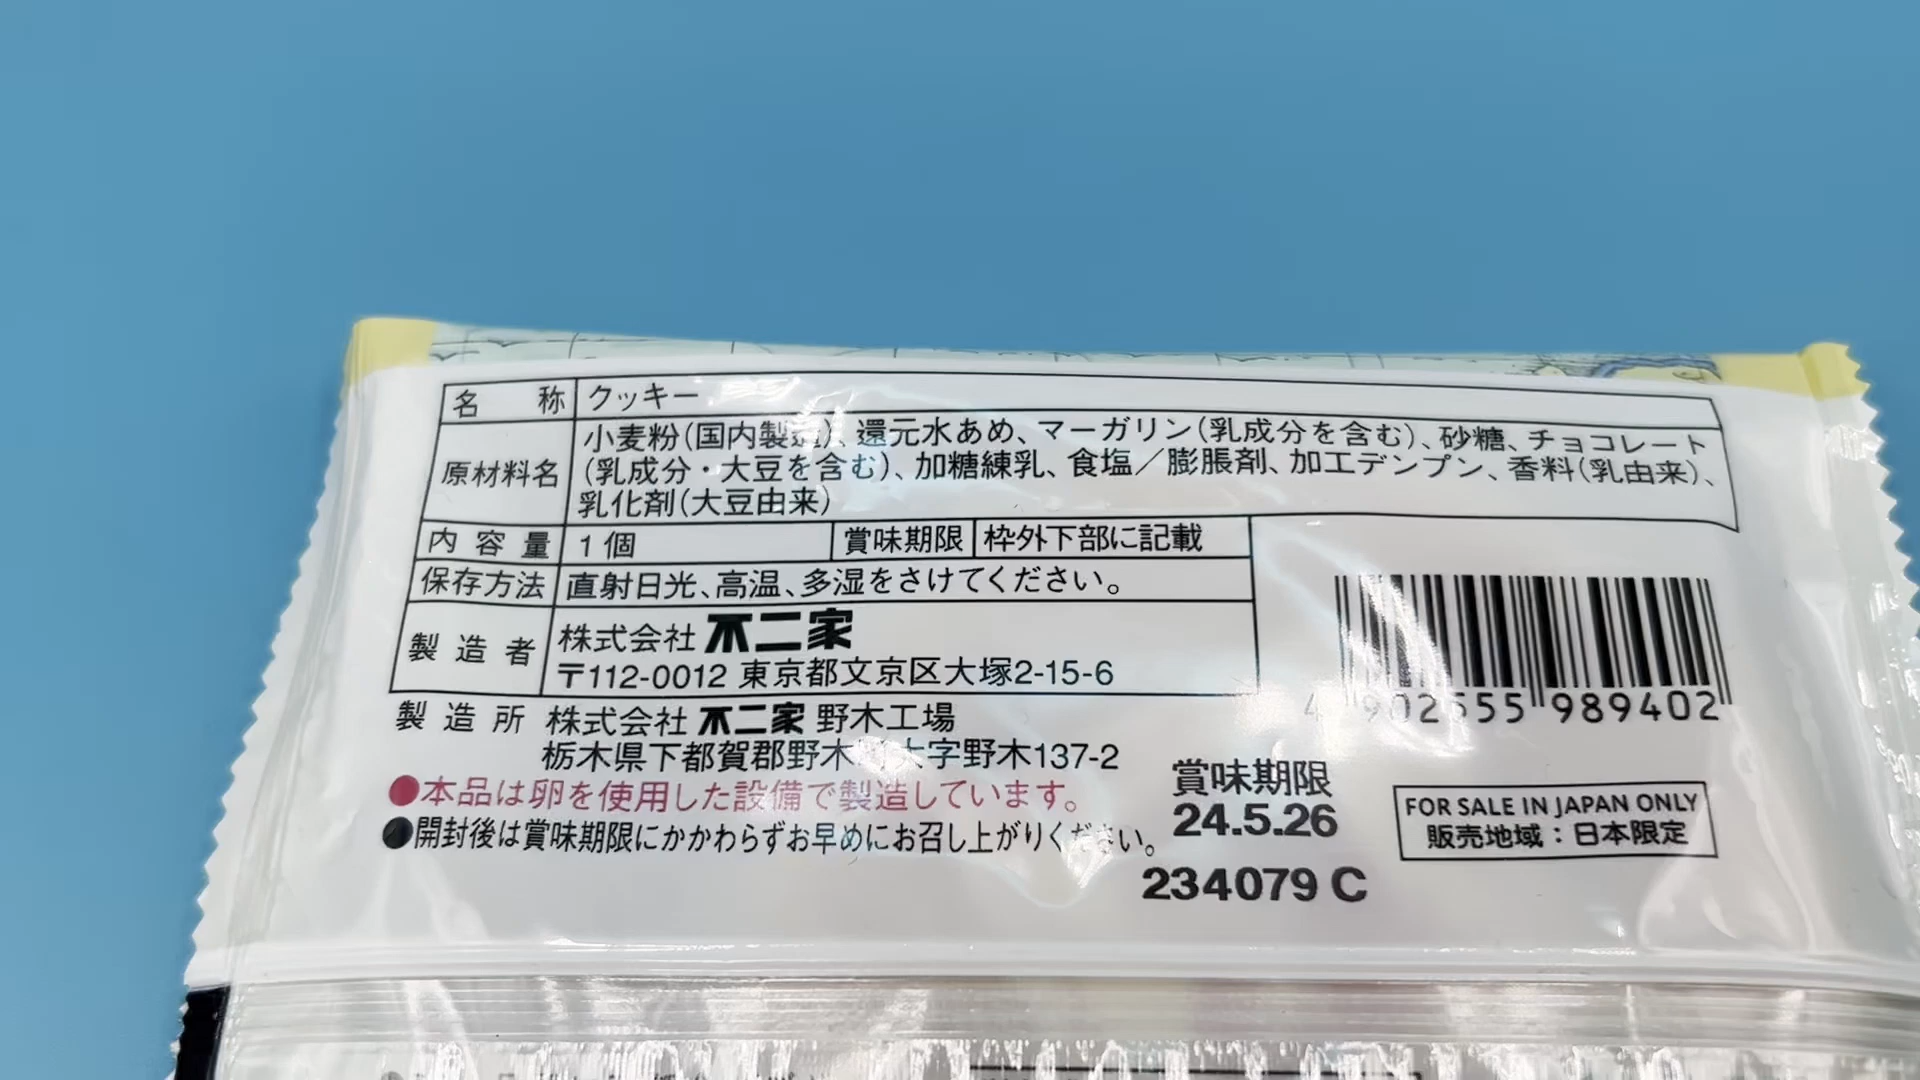 名称 クッキー
原材料名 小麦粉(国内製造)、還元水あめ、マーガリン(乳成分を含む)、砂糖、チョコレート
(乳成分・大豆を含む)、加糖練乳、食塩/膨脹剤、加工デンプン、香料(乳由来)、
乳化剤(大豆由来)
内容量 1個 賞味期限 枠外下部に記載
保存方法 直射日光、高温、多湿をさけてください。
製造者 株式会社 不二家
〒112-0012 東京都文京区大塚2-15-6
製造所 株式会社 不二家 野木工場
栃木県下都賀郡野木町大字野木137-2
●本品は卵を使用した設備で製造しています。
●開封後は賞味期限にかかわらずお早めにお召し上がりください。
4 902555 989402
賞味期限
24.5.26
234079 C
FOR SALE IN JAPAN ONLY
販売地域：日本限定